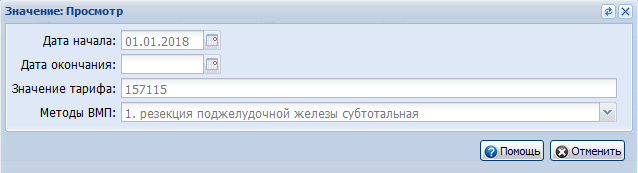 Значение: Просмотр
Дата начала: 01.01.2018
Дата окончания:
Значение тарифа: 157115
Методы ВМП: 1. резекция поджелудочной железы субтотальная
Помощь Отменить